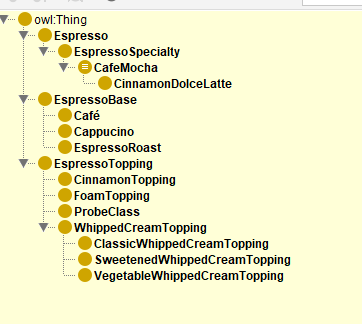 owl:Thing
Espresso
EspressoSpecialty
CafeMocha
CinnamonDolceLatte
EspressoBase
Café
Cappucino
EspressoRoast
EspressoTopping
CinnamonTopping
FoamTopping
ProbeClass
WhippedCreamTopping
ClassicWhippedCreamTopping
SweetenedWhippedCreamTopping
VegetableWhippedCreamTopping